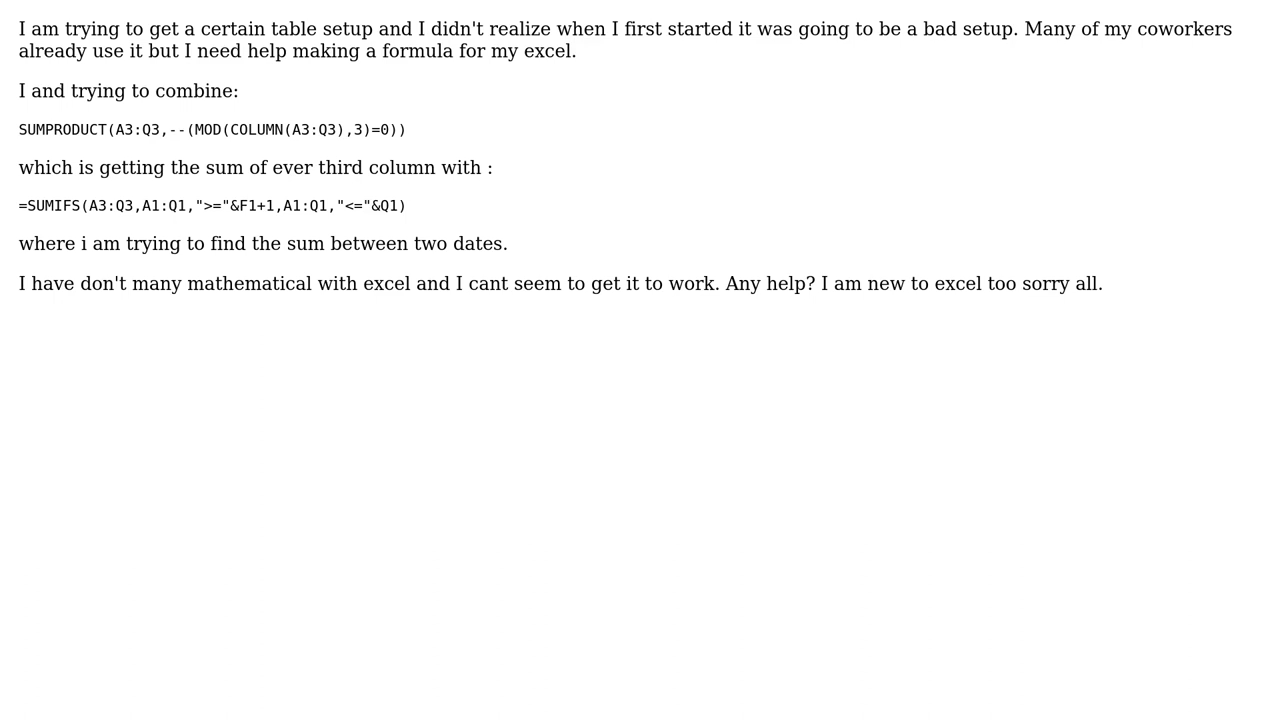 I am trying to get a certain table setup and I didn't realize when I first started it was going to be a bad setup. Many of my coworkers
already use it but I need help making a formula for my excel.
I and trying to combine:
SUMPRODUCT(A3:Q3,--(MOD(COLUMN(A3:Q3),3)=0))
which is getting the sum of ever third column with :
=SUMIFS(A3:Q3,A1:Q1,">="&F1+1,A1:Q1,"<="&Q1)
where i am trying to find the sum between two dates.
I have don't many mathematical with excel and I cant seem to get it to work. Any help? I am new to excel too sorry all.